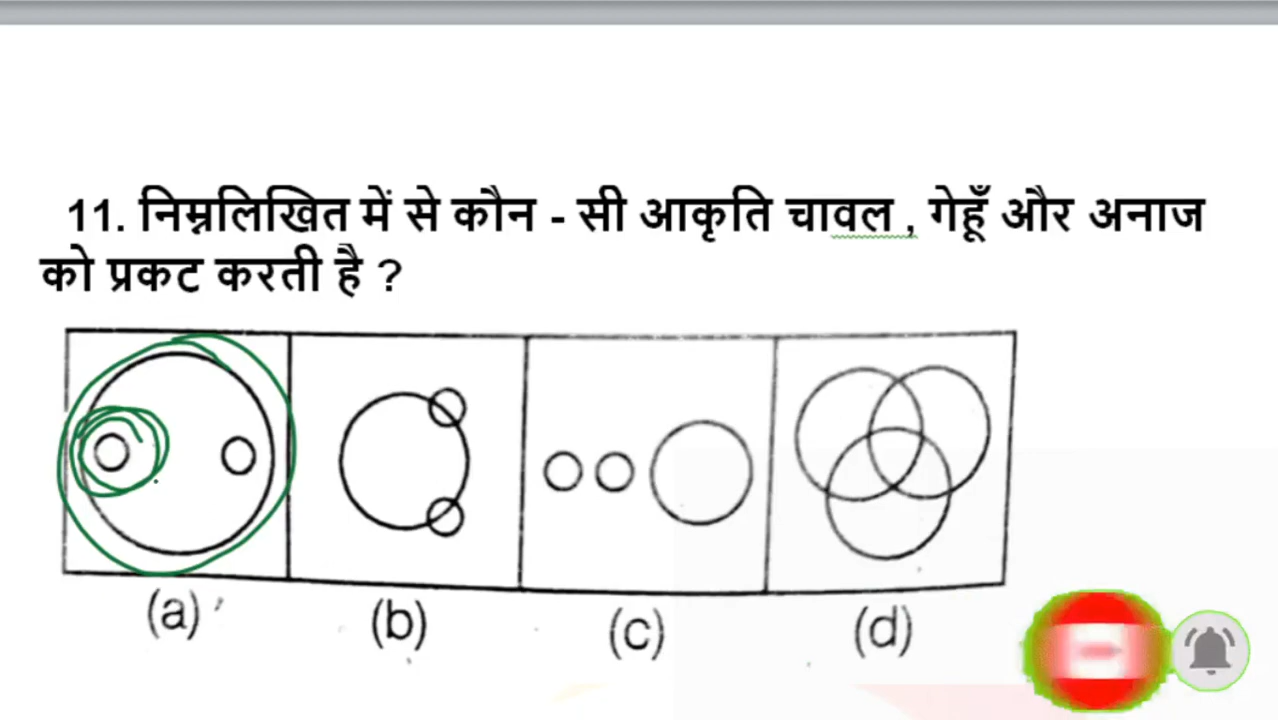 11. निम्नलिखित में से कौन - सी आकृति चावल , गेहूँ और अनाज
को प्रकट करती है ?
(a) (b) (c) (d)